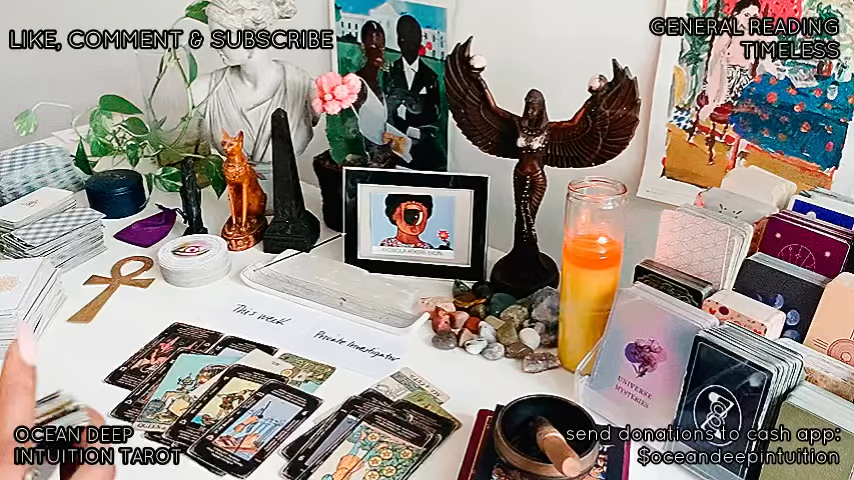 LIKE, COMMENT & SUBSCRIBE
GENERAL READING
TIMELESS
This week
Private Investigator
UNIVERSE
MYSTERIES
QUEEN
OCEAN DEEP
INTUITION TAROT
send donations to cash app:
$oceandeepintuition